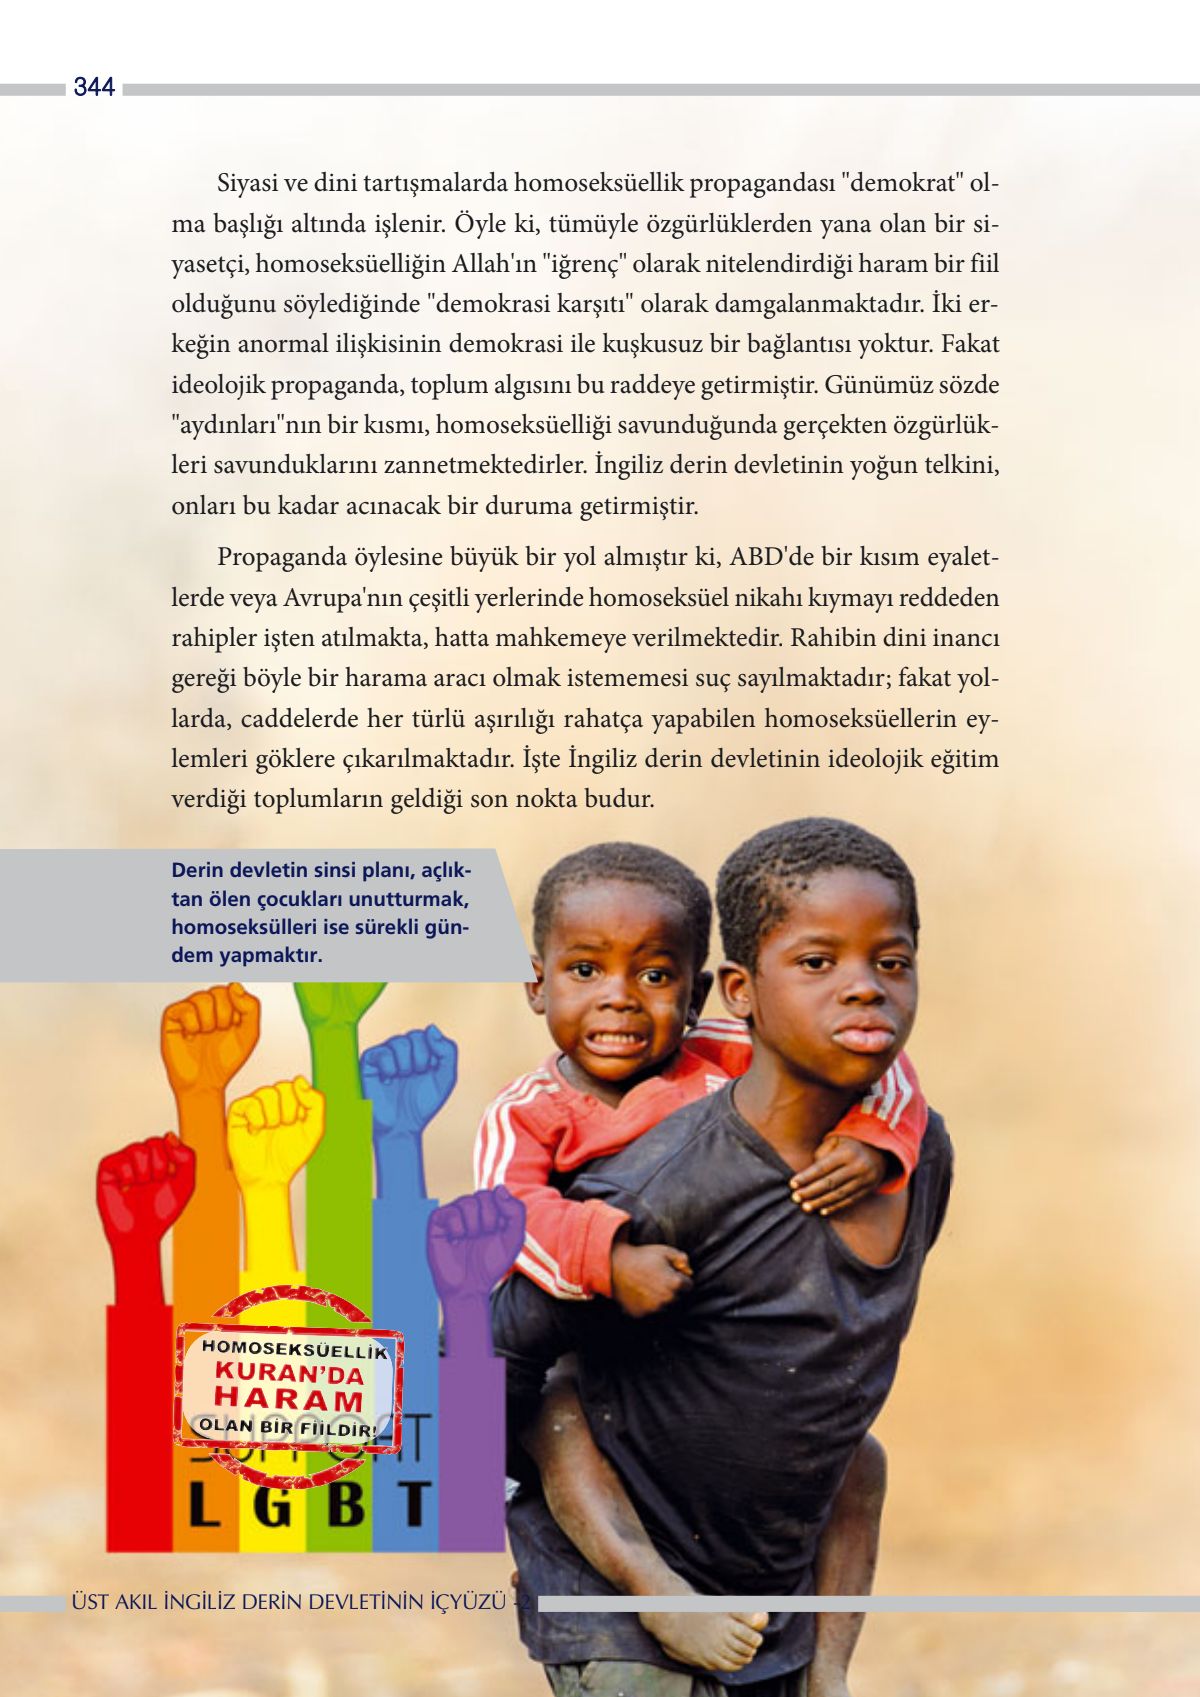 344
Siyasi ve dini tartışmalarda homoseksüellik propagandası "demokrat" ol-
ma başlığı altında işlenir. Öyle ki, tümüyle özgürlüklerden yana olan bir si-
yasetçi, homoseksüelliğin Allah'ın "iğrenç" olarak nitelendirdiği haram bir fiil
olduğunu söylediğinde "demokrasi karşıtı" olarak damgalanmaktadır. İki er-
keğin anormal ilişkisinin demokrasi ile kuşkusuz bir bağlantısı yoktur. Fakat
ideolojik propaganda, toplum algısını bu raddeye getirmiştir. Günümüz sözde
"aydınları"nın bir kısmı, homoseksüelliği savunduğunda gerçekten özgürlük-
leri savunduklarını zannetmektedirler. İngiliz derin devletinin yoğun telkini,
onları bu kadar acınacak bir duruma getirmiştir.
Propaganda öylesine büyük bir yol almıştır ki, ABD'de bir kısım eyalet-
lerde veya Avrupa'nın çeşitli yerlerinde homoseksüel nikahı kıymayı reddeden
rahipler işten atılmakta, hatta mahkemeye verilmektedir. Rahibin dini inancı
gereği böyle bir harama aracı olmak istememesi suç sayılmaktadır; fakat yol-
larda, caddelerde her türlü aşırılığı rahatça yapabilen homoseksüellerin ey-
lemleri göklere çıkarılmaktadır. İşte İngiliz derin devletinin ideolojik eğitim
verdiği toplumların geldiği son nokta budur.
Derin devletin sinsi planı, açlık-
tan ölen çocukları unutturmak,
homoseksülleri ise sürekli gün-
dem yapmaktır.
HOMOSEKSÜELLİK
KURAN'DA
HARAM
OLAN BİR FİİLDİR!
SUPPORT
LGBT
ÜST AKIL İNGİLİZ DERİN DEVLETİNİN İÇYÜZÜ -2